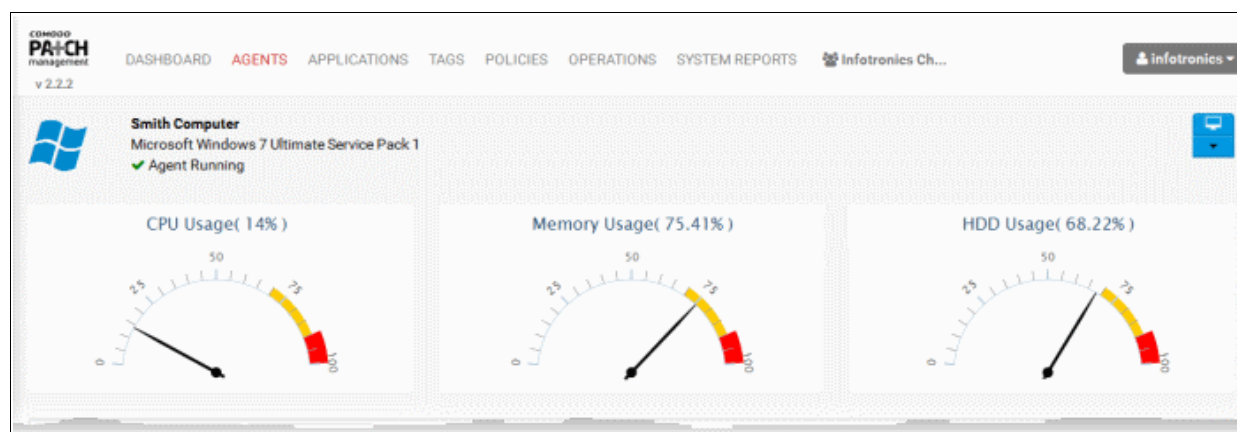 COMODO
PATCH
management
v 2.2.2
DASHBOARD AGENTS APPLICATIONS TAGS POLICIES OPERATIONS SYSTEM REPORTS Infotronics Ch...
infotronics
Smith Computer
Microsoft Windows 7 Ultimate Service Pack 1
Agent Running
CPU Usage( 14% )
0
25
50
75
100
Memory Usage( 75.41% )
0
25
50
75
100
HDD Usage( 68.22% )
0
25
50
75
100